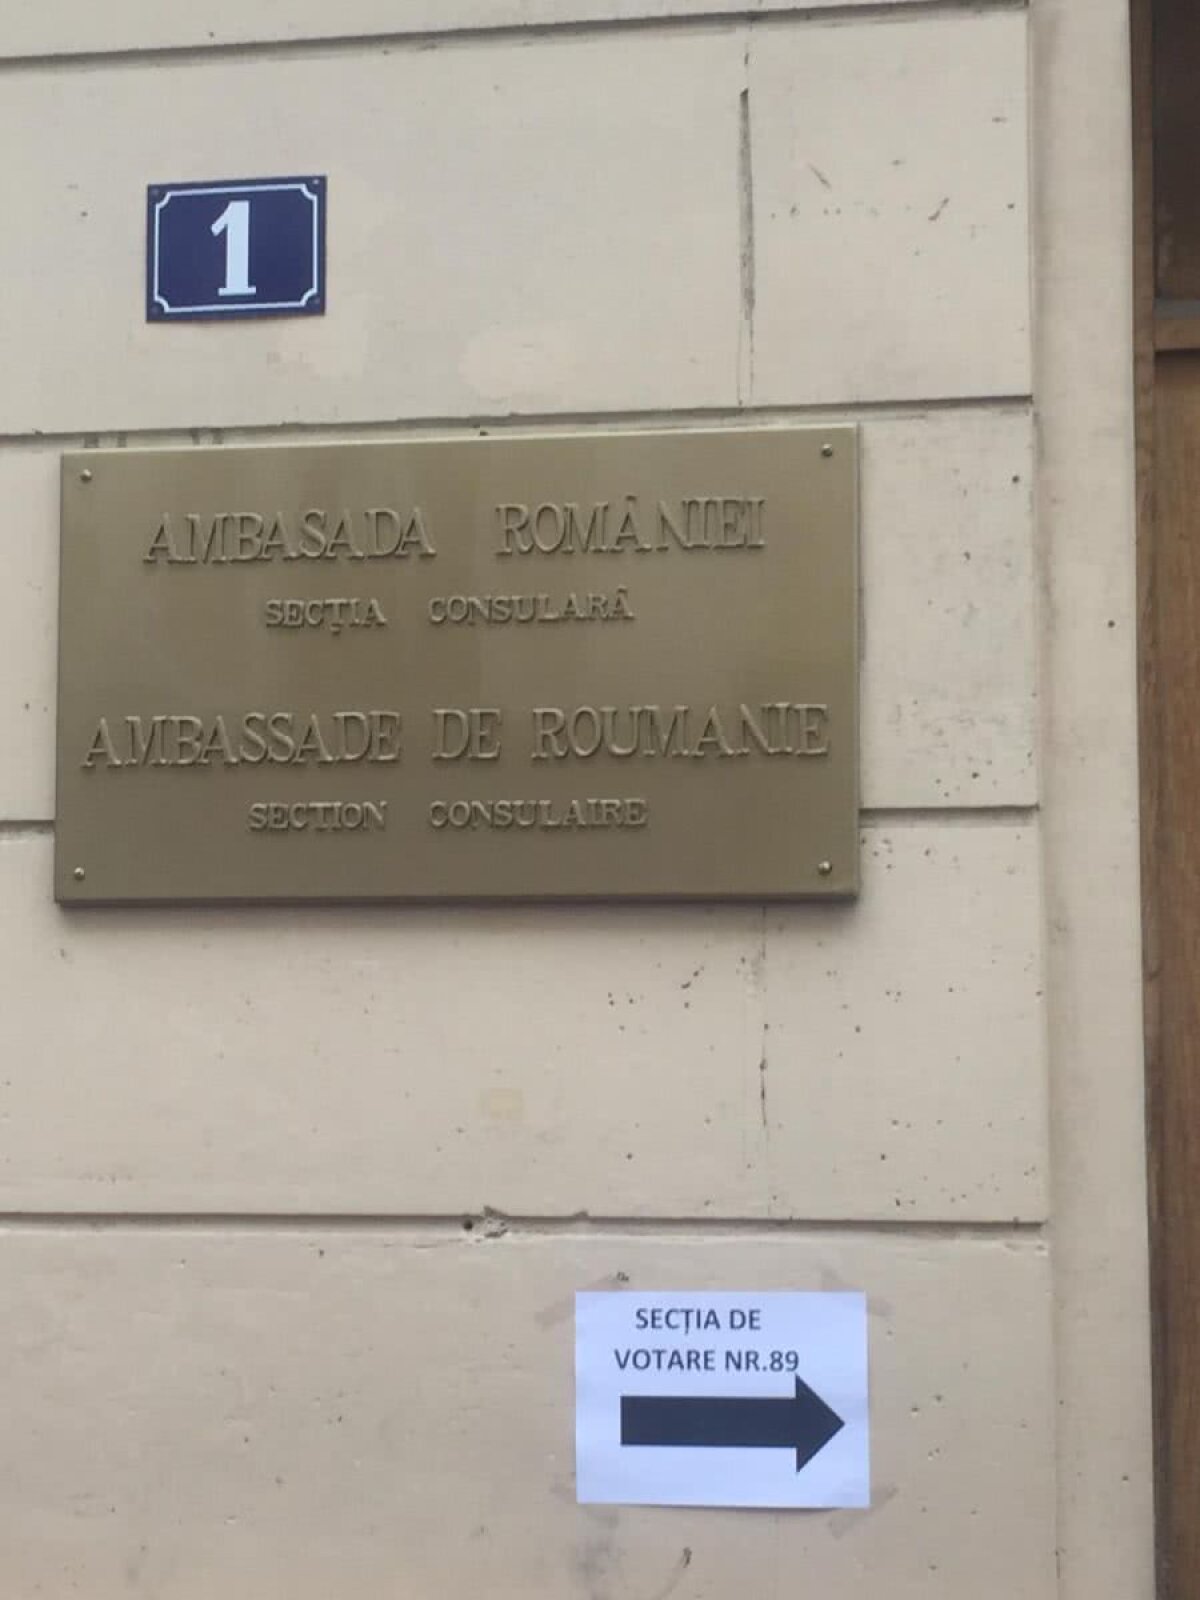 1
AMBASADA ROMÂNIEI
SECȚIA CONSULARĂ
AMBASSADE DE ROUMANIE
SECTION CONSULAIRE
SECȚIA DE
VOTARE NR.89